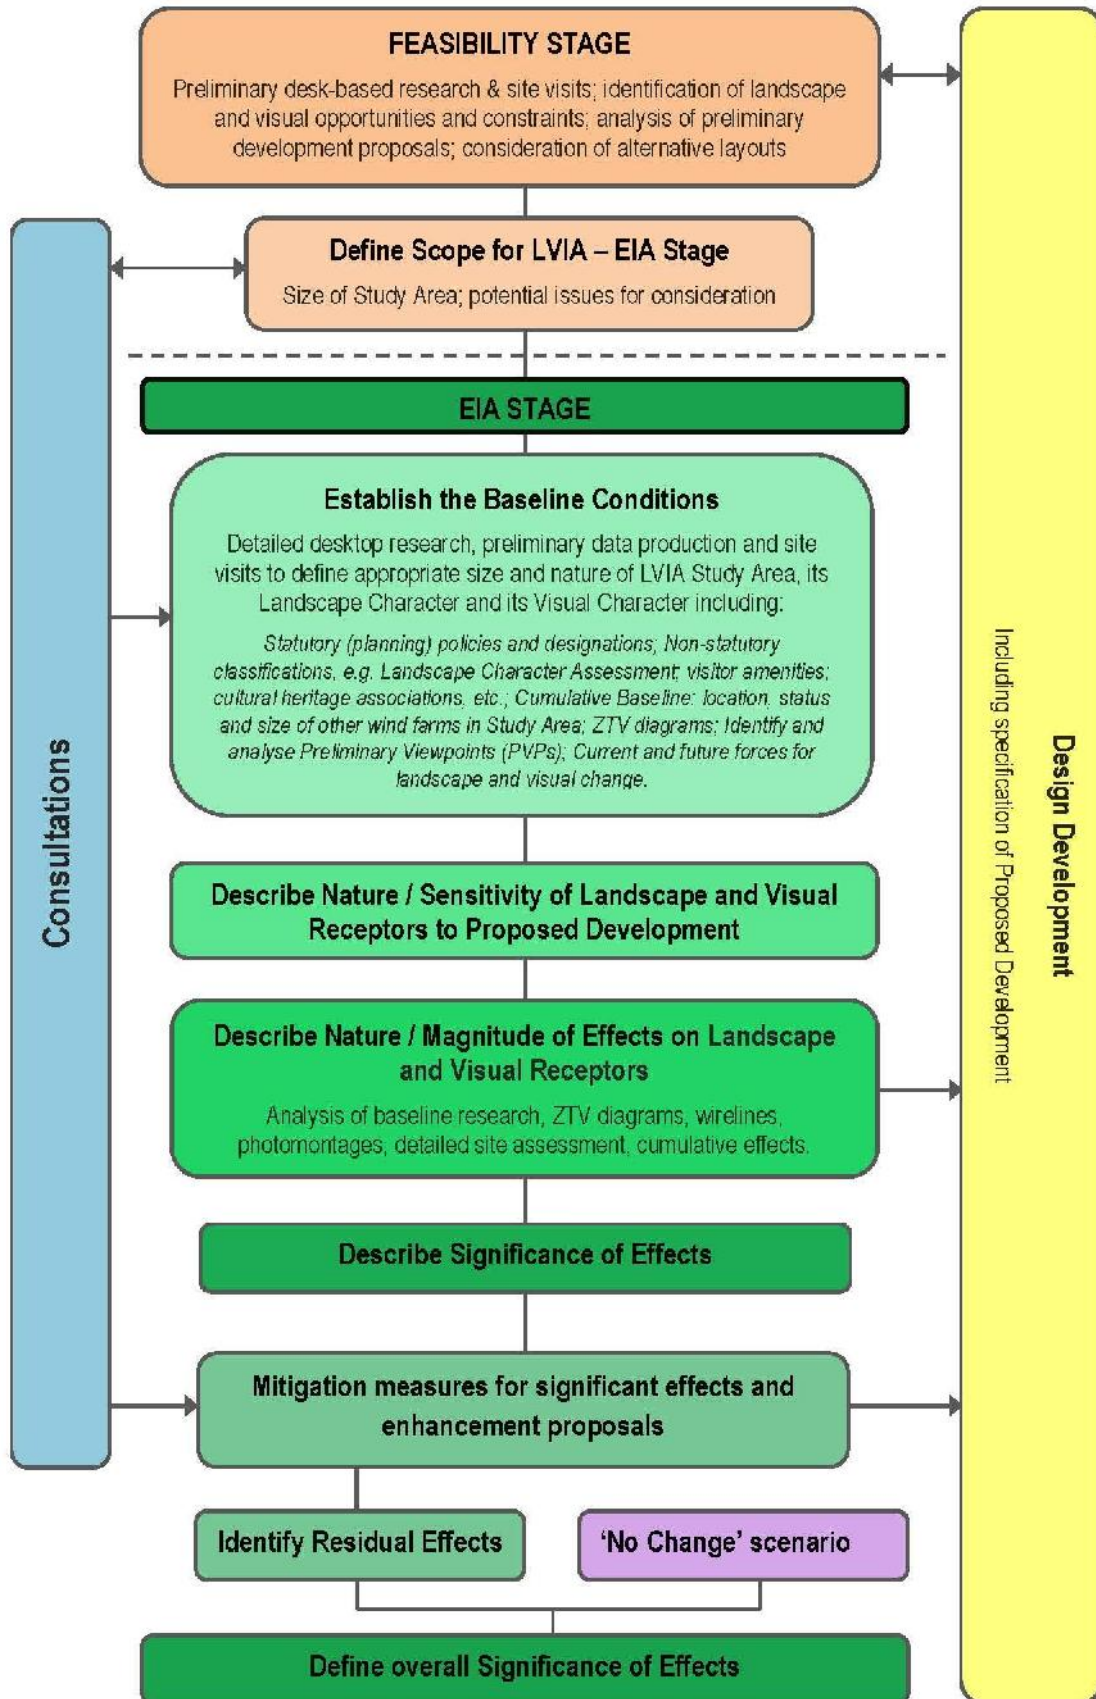 FEASIBILITY STAGE
Preliminary desk-based research & site visits; identification of landscape
and visual opportunities and constraints; analysis of preliminary
development proposals; consideration of alternative layouts
Define Scope for LVIA – EIA Stage
Size of Study Area; potential issues for consideration
EIA STAGE
Establish the Baseline Conditions
Detailed desktop research, preliminary data production and site
visits to define appropriate size and nature of LVIA Study Area, its
Landscape Character and its Visual Character including:
Statutory (planning) policies and designations; Non-statutory
classifications, e.g. Landscape Character Assessment; visitor amenities;
cultural heritage associations, etc.; Cumulative Baseline: location, status
and size of other wind farms in Study Area; ZTV diagrams; Identify and
analyse Preliminary Viewpoints (PVPs); Current and future forces for
landscape and visual change.
Describe Nature / Sensitivity of Landscape and Visual
Receptors to Proposed Development
Describe Nature / Magnitude of Effects on Landscape
and Visual Receptors
Analysis of baseline research, ZTV diagrams, wirelines,
photomontages, detailed site assessment, cumulative effects.
Describe Significance of Effects
Mitigation measures for significant effects and
enhancement proposals
Identify Residual Effects
‘No Change’ scenario
Define overall Significance of Effects
Consultations
Design Development
Including specification of Proposed Development